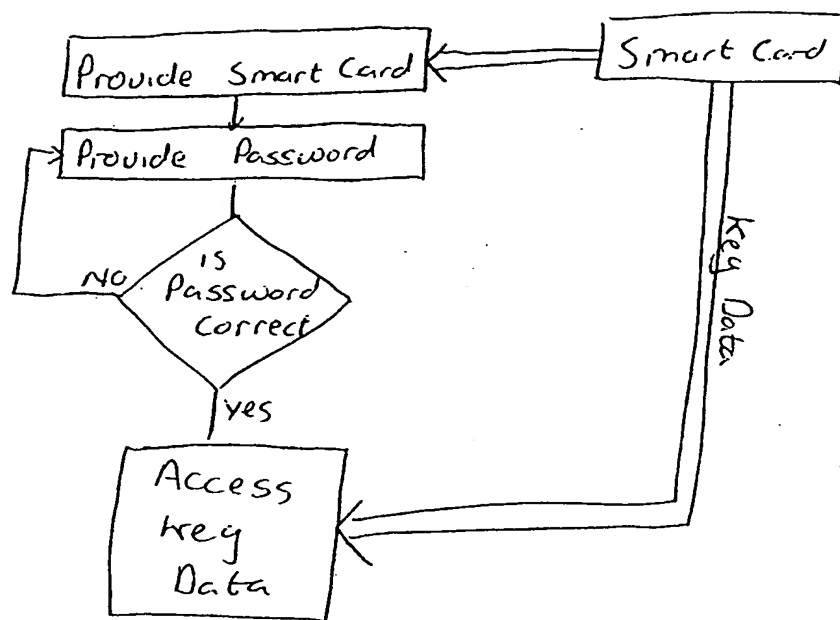 Provide Smart Card
Smart Card
Provide Password
No
is
Password
Correct
yes
Key Data
Access
Key
Data